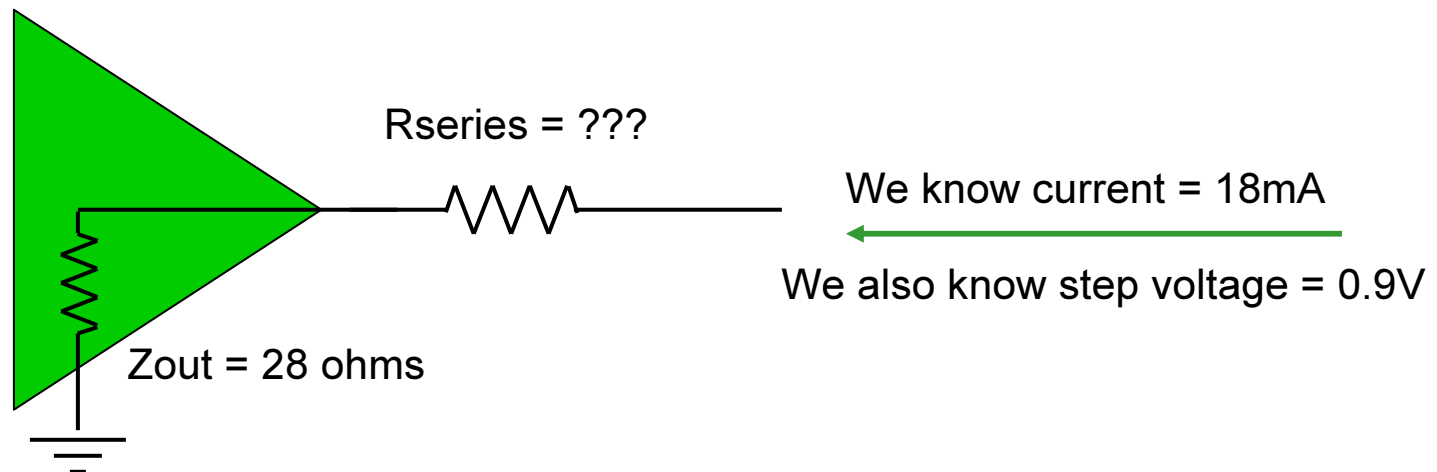 Rseries = ???
We know current = 18mA
We also know step voltage = 0.9V
Zout = 28 ohms